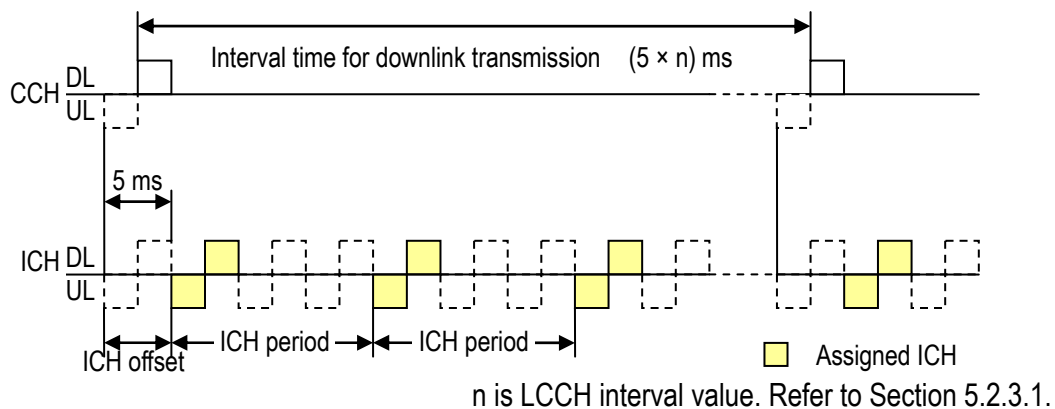 Interval time for downlink transmission (5 × n) ms
CCH DL
UL
5 ms
ICH DL
UL
ICH offset
ICH period
ICH period
Assigned ICH
n is LCCH interval value. Refer to Section 5.2.3.1.